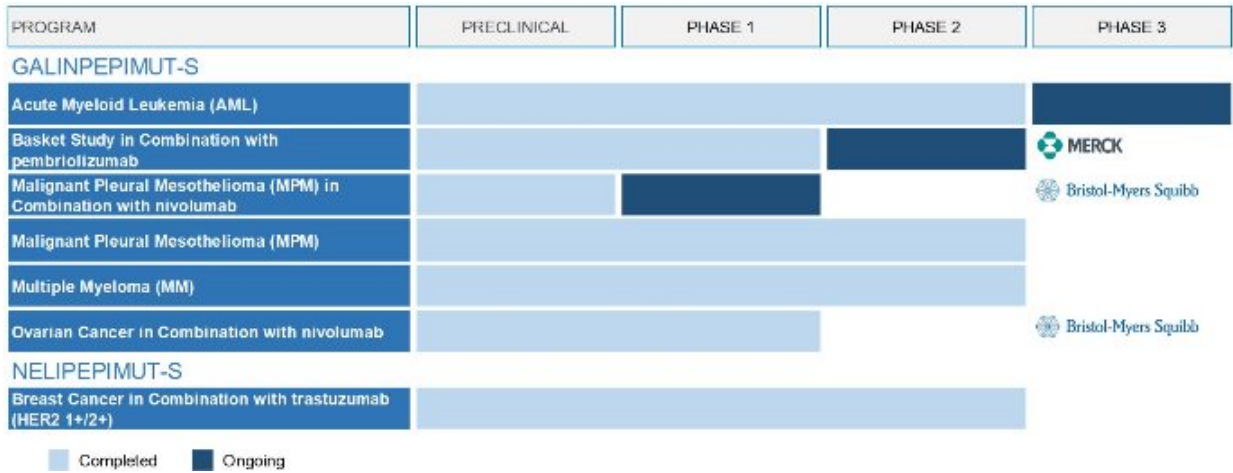 PROGRAM PRECLINICAL PHASE 1 PHASE 2 PHASE 3
GALINPEPIMUT-S
Acute Myeloid Leukemia (AML)
Basket Study in Combination with
pembriolizumab
MERCK
Malignant Pleural Mesothelioma (MPM) in
Combination with nivolumab
Bristol-Myers Squibb
Malignant Pleural Mesothelioma (MPM)
Multiple Myeloma (MM)
Ovarian Cancer in Combination with nivolumab
Bristol-Myers Squibb
NELIPEPIMUT-S
Breast Cancer in Combination with trastuzumab
(HER2 1+/2+)
Completed Ongoing